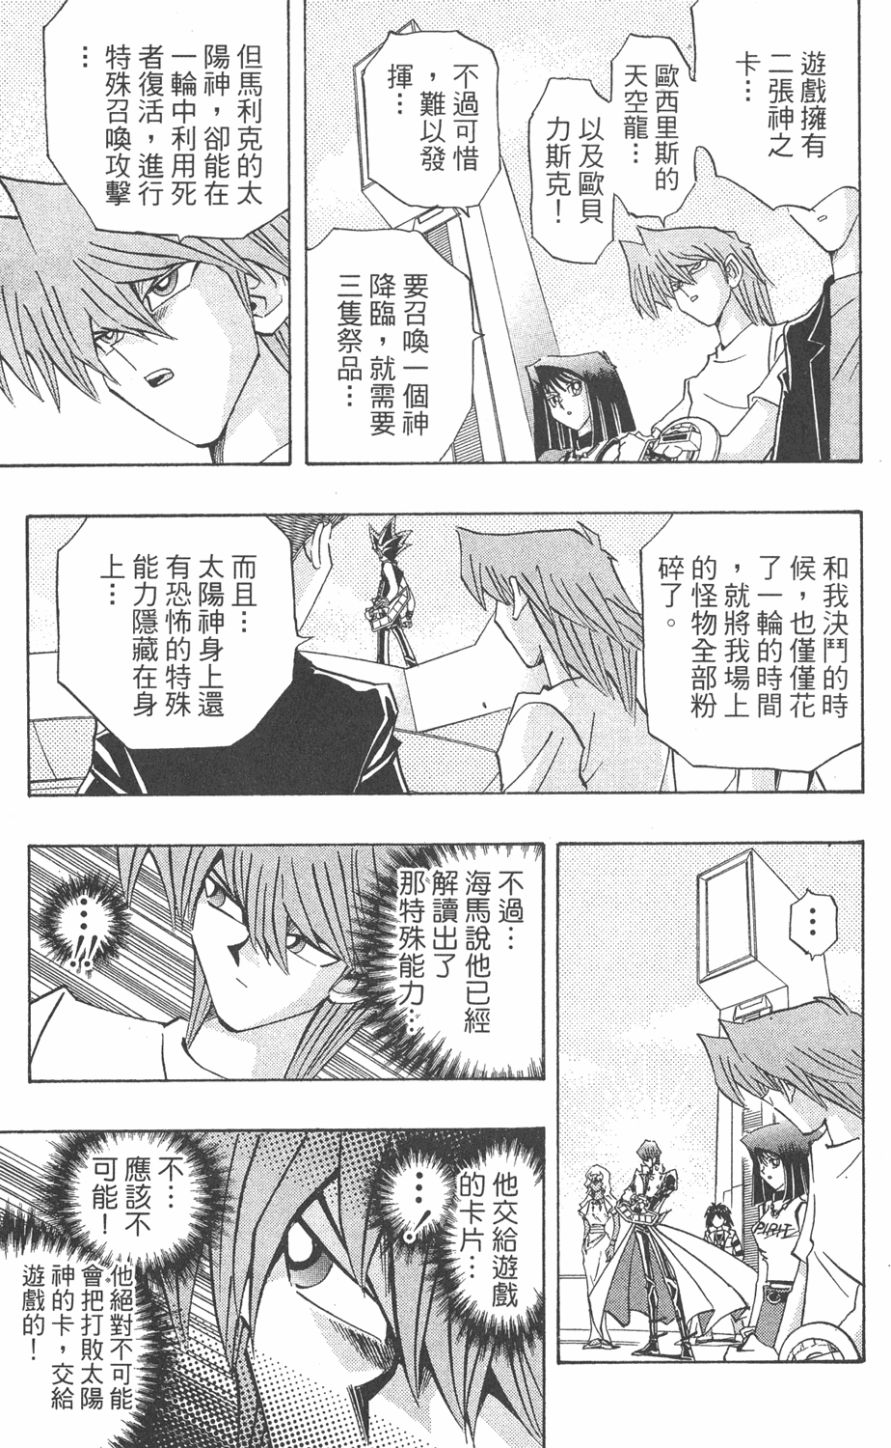 遊戲擁有
二張神之
卡…
歐西里斯的
天空龍…
以及歐貝
力斯克！
不過可惜
，難以發
揮…
要召喚一個神
降臨，就需要
三隻祭品…
但馬利克的太
陽神，卻能在
一輪中利用死
者復活，進行
特殊召喚攻擊
…
和我決鬥的時
候，也僅僅花
了一輪的時間
，就將我場上
的怪物全部粉
碎了。
而且…
太陽神身上還
有恐怖的特殊
能力隱藏在身
上…
…
PIRIT
不過…
海馬說他已經
解讀出了
那特殊能力…
…!!
他交給遊戲
的卡片…
…！
不…
應該不
可能！
他絕對不可能
會把打敗太陽
神的卡，交給
遊戲的！